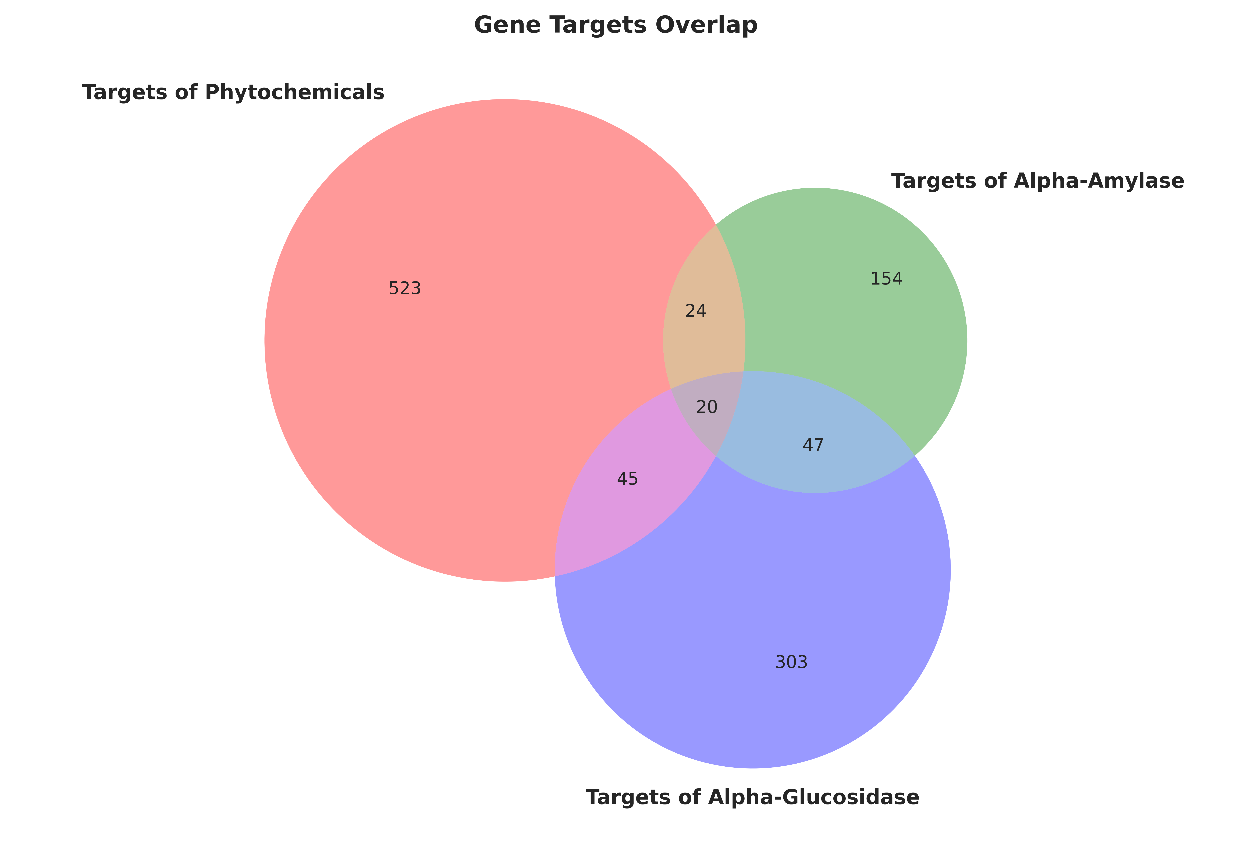 Gene Targets Overlap
Targets of Phytochemicals
Targets of Alpha-Amylase
154
523
24
20
47
45
303
Targets of Alpha-Glucosidase